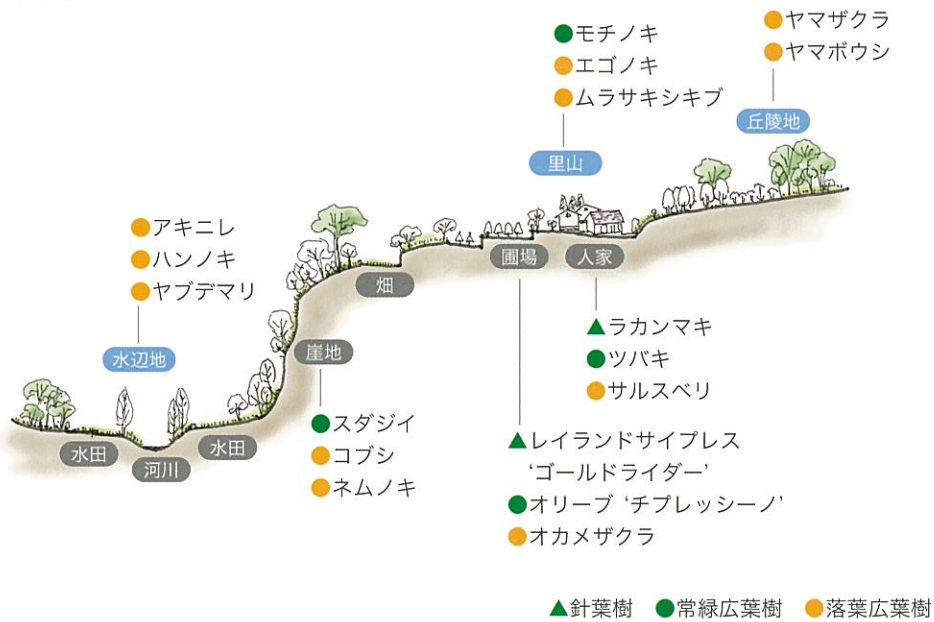 ●ヤマザクラ
●ヤマボウシ
丘陵地
●モチノキ
●エゴノキ
●ムラサキシキブ
里山
●アキニレ
●ハンノキ
●ヤブデマリ
水辺地
圃場
人家
畑
崖地
水田
河川
水田
▲ラカンマキ
●ツバキ
●サルスベリ
●スダジイ
●コブシ
●ネムノキ
▲レイランドサイプレス
‘ゴールドライダー’
●オリーブ ‘チプレッシーノ’
●オカメザクラ
▲針葉樹 ●常緑広葉樹 ●落葉広葉樹